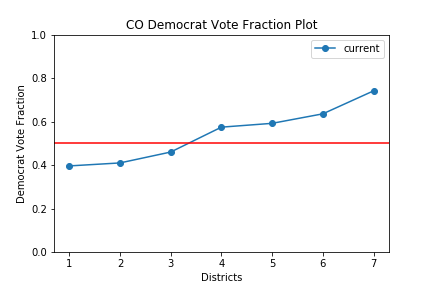 CO Democrat Vote Fraction Plot
current
Democrat Vote Fraction
1.0
0.8
0.6
0.4
0.2
0.0
1 2 3 4 5 6 7
Districts